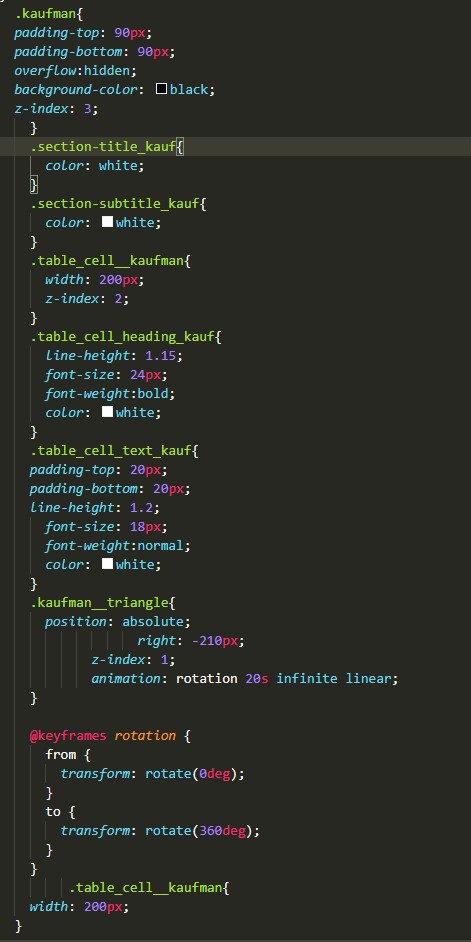 .kaufman{
padding-top: 90px;
padding-bottom: 90px;
overflow:hidden;
background-color: black;
z-index: 3;
}
.section-title_kauf{
color: white;
}
.section-subtitle_kauf{
color: white;
}
.table_cell__kaufman{
width: 200px;
z-index: 2;
}
.table_cell_heading_kauf{
line-height: 1.15;
font-size: 24px;
font-weight:bold;
color: white;
}
.table_cell_text_kauf{
padding-top: 20px;
padding-bottom: 20px;
line-height: 1.2;
font-size: 18px;
font-weight:normal;
color: white;
}
.kaufman__triangle{
position: absolute;
right: -210px;
z-index: 1;
animation: rotation 20s infinite linear;
}
@keyframes rotation {
from {
transform: rotate(0deg);
}
to {
transform: rotate(360deg);
}
}
.table_cell__kaufman{
width: 200px;
}